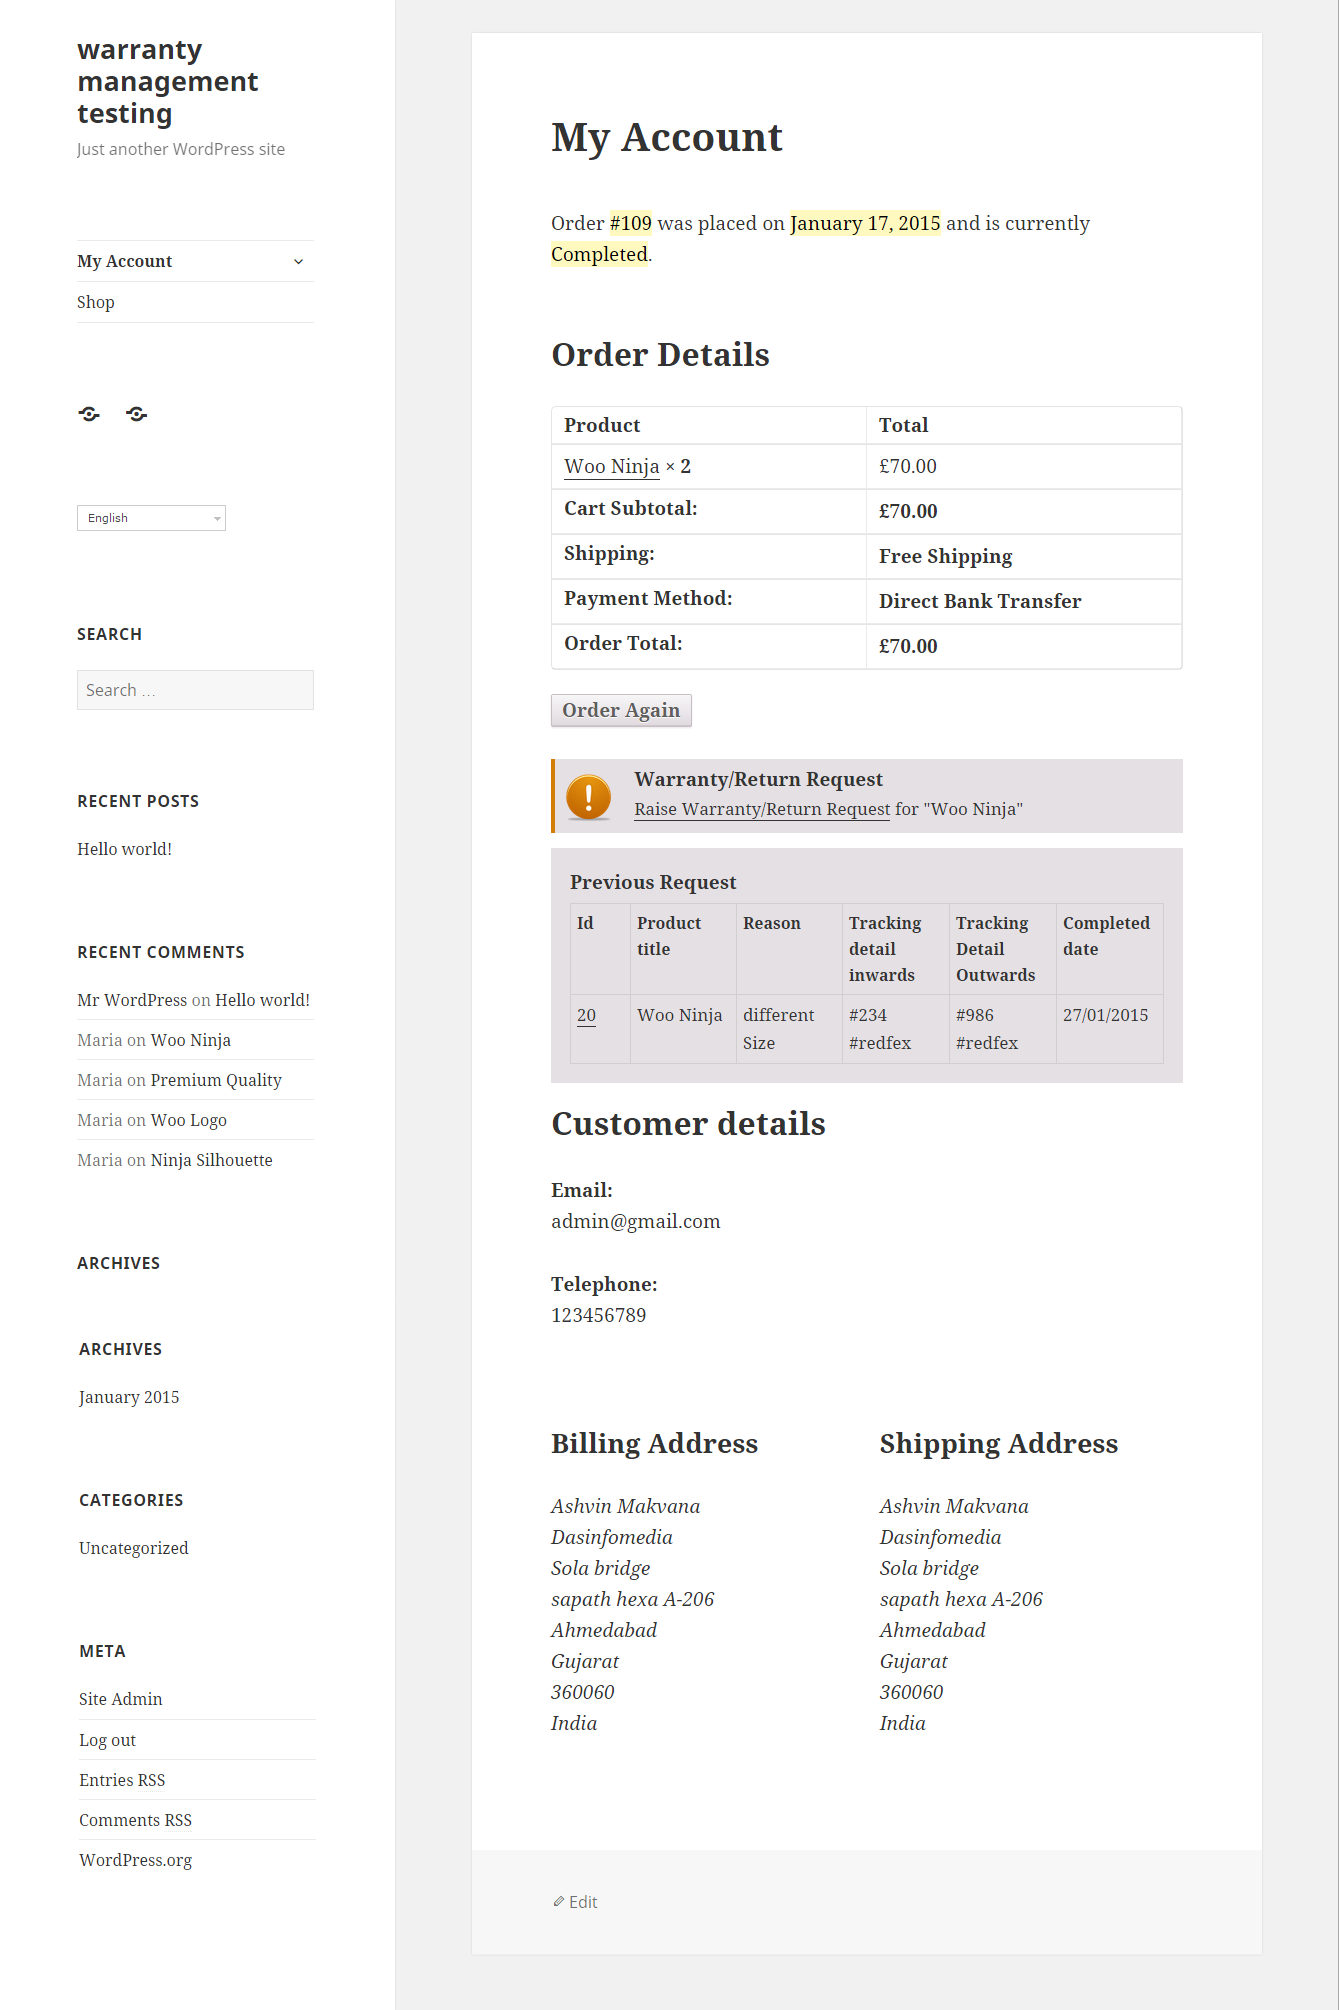 warranty
management
testing
Just another WordPress site
My Account
Shop
English
SEARCH
Search …
RECENT POSTS
Hello world!
RECENT COMMENTS
Mr WordPress on Hello world!
Maria on Woo Ninja
Maria on Premium Quality
Maria on Woo Logo
Maria on Ninja Silhouette
ARCHIVES
ARCHIVES
January 2015
CATEGORIES
Uncategorized
META
Site Admin
Log out
Entries RSS
Comments RSS
WordPress.org
My Account
Order #109 was placed on January 17, 2015 and is currently
Completed.
Order Details
Product Total
Woo Ninja × 2 £70.00
Cart Subtotal: £70.00
Shipping: Free Shipping
Payment Method: Direct Bank Transfer
Order Total: £70.00
Order Again
Warranty/Return Request
Raise Warranty/Return Request for "Woo Ninja"
Previous Request
Id Product Reason Tracking Tracking Completed
title detail Detail date
inwards Outwards
20 Woo Ninja different #234 #986 27/01/2015
Size #redfex #redfex
Customer details
Email:
admin@gmail.com
Telephone:
123456789
Billing Address
Ashvin Makvana
Dasinfomedia
Sola bridge
sapath hexa A-206
Ahmedabad
Gujarat
360060
India
Shipping Address
Ashvin Makvana
Dasinfomedia
Sola bridge
sapath hexa A-206
Ahmedabad
Gujarat
360060
India
Edit